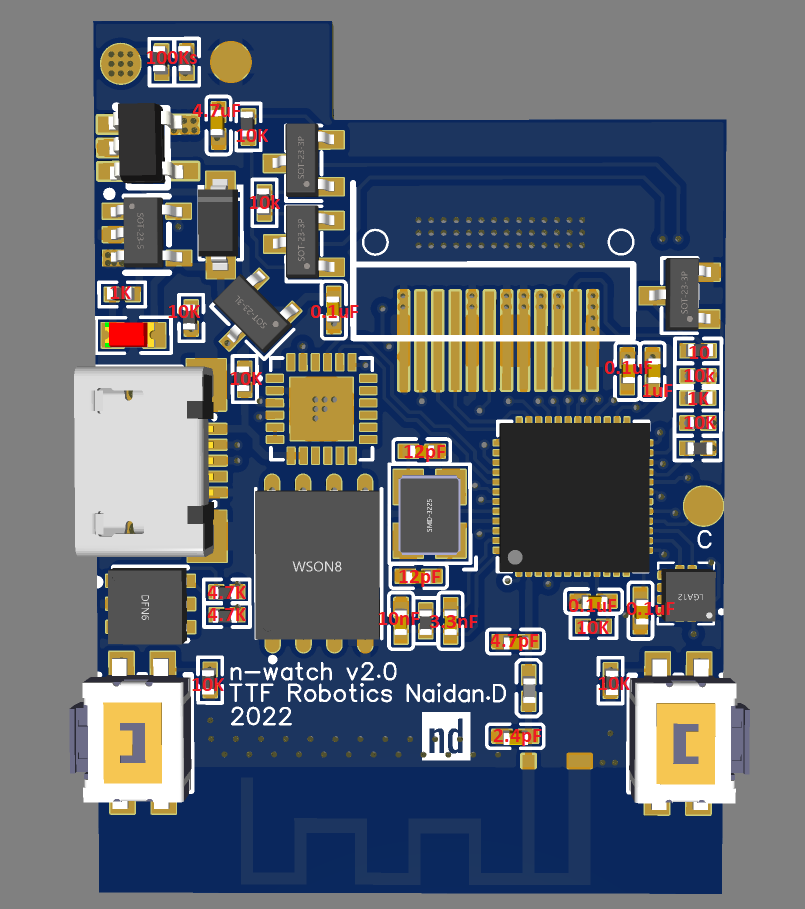 100Ks
4.7uF
10K
SOT-23-3P
10k
SOT-23-5
SOT-23-3P
SOT-23-3P
1K
10K
SOT-23-3L
0.1uF
10K
0.1uF
1uF
10
10k
1K
10K
12pF
SMD-3225
WSON8
C
12pF
DFN6
4.7K
4.7K
10nF
3.3nF
0.1uF
0.1uF
LGA12
10K
4.7pF
10K
10K
n-watch v2.0
TTF Robotics Naidan.D
2022
nd
2.4pF